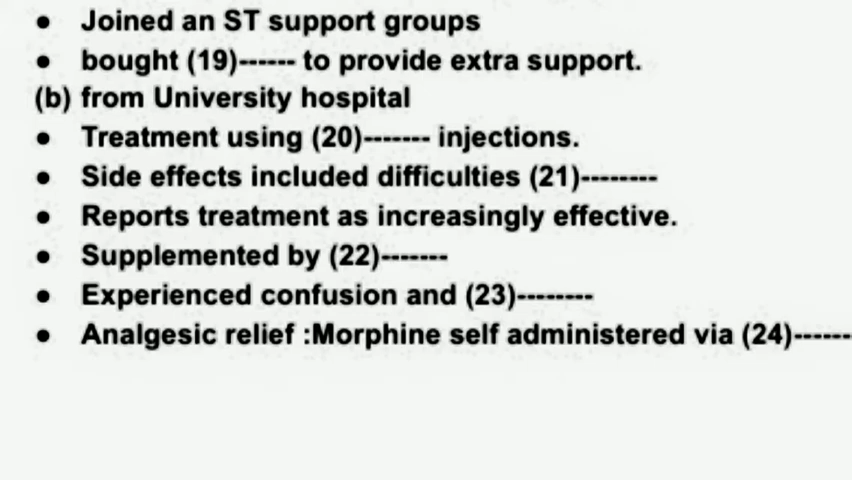 ● Joined an ST support groups
● bought (19)------ to provide extra support.
(b) from University hospital
● Treatment using (20)------- injections.
● Side effects included difficulties (21)--------
● Reports treatment as increasingly effective.
● Supplemented by (22)-------
● Experienced confusion and (23)--------
● Analgesic relief :Morphine self administered via (24)------